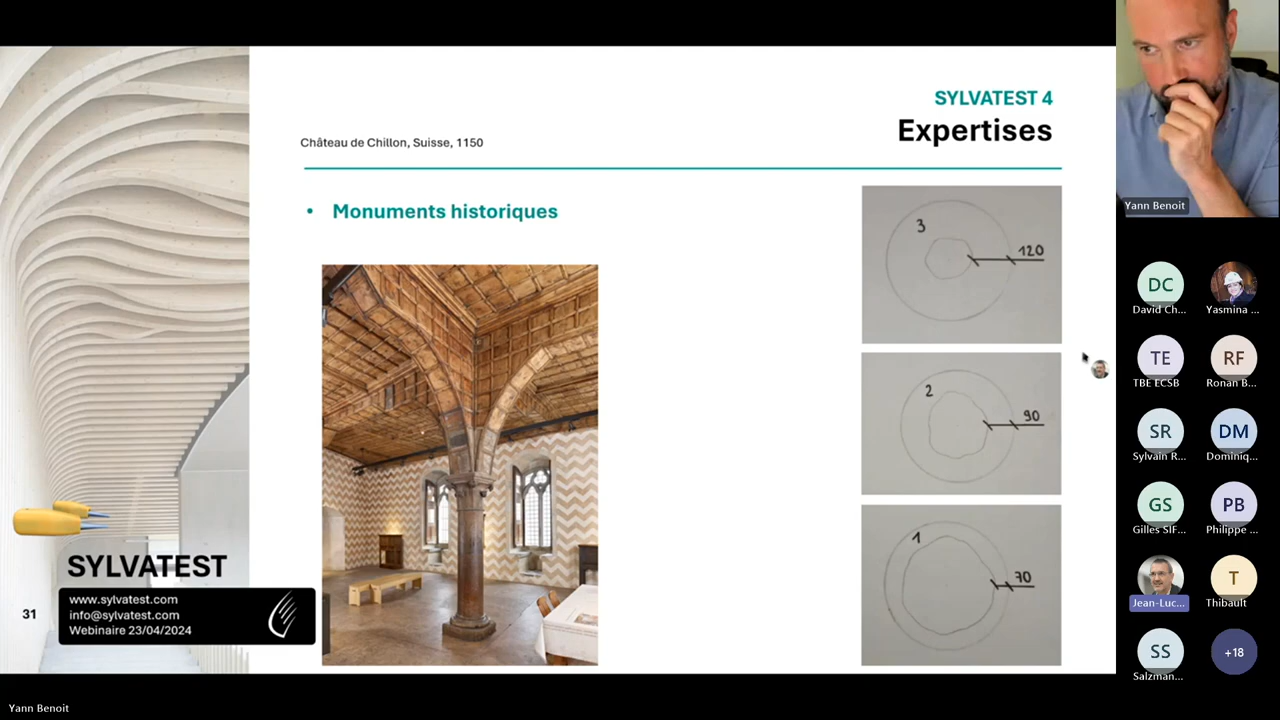 SYLVATEST 4
Expertises
Château de Chillon, Suisse, 1150
• Monuments historiques
3
120
2
90
1
70
SYLVATEST
www.sylvatest.com
info@sylvatest.com
Webinaire 23/04/2024
31
Yann Benoit
DC
David Ch...
Yasmina ...
TE
TBE ECSB
RF
Ronan B...
SR
Sylvain R...
DM
Dominiq...
GS
Gilles SIF...
PB
Philippe ...
Jean-Luc...
T
Thibault
SS
Salzman...
+18
Yann Benoit